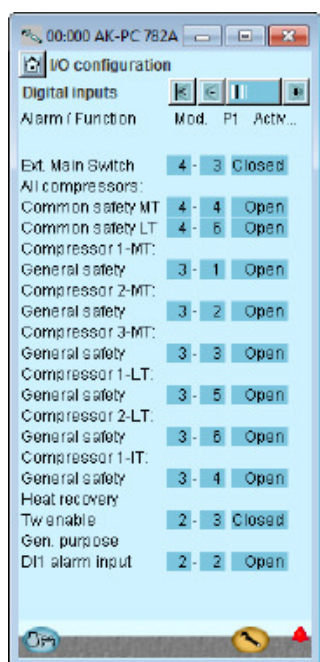 00:000 AK-PC 782A
I/O configuration
Digital inputs
Alarm / Function Mod. Pt Activ...
Ext. Main Switch 4 - 3 Closed
All compressors:
Common safety MT 4 - 4 Open
Common safety LT 4 - 6 Open
Compressor 1-MT:
General safety 3 - 1 Open
Compressor 2-MT:
General safety 3 - 2 Open
Compressor 3-MT:
General safety 3 - 3 Open
Compressor 1-LT:
General safety 3 - 5 Open
Compressor 2-LT:
General safety 3 - 6 Open
Compressor 1-IT:
General safety 3 - 4 Open
Heat recovery
Tw enable 2 - 3 Closed
Gen. purpose
DI1 alarm input 2 - 2 Open